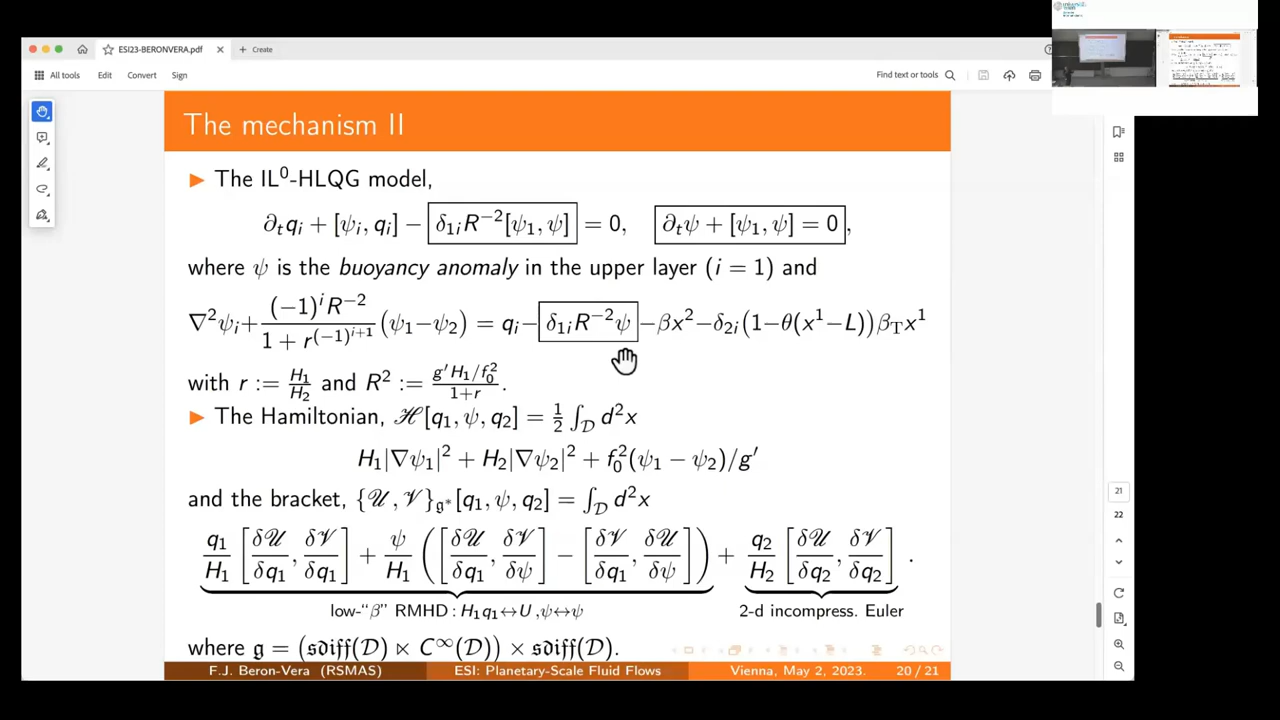 ESI23-BERONVERA.pdf
Create
All tools
Edit
Convert
Sign
Find text or tools
The mechanism II
▶ The IL⁰-HLQG model,
∂ₜqᵢ + [ψᵢ, qᵢ] − δ₁ᵢR⁻²[ψ₁, ψ] = 0, ∂ₜψ + [ψ₁, ψ] = 0,
where ψ is the buoyancy anomaly in the upper layer (i = 1) and
∇²ψᵢ + (−1)ⁱR⁻² / (1 + r^{(−1)^{i+1}}) (ψ₁−ψ₂) = qᵢ − δ₁ᵢR⁻²ψ − βx² − δ₂ᵢ(1−θ(x¹−L))β_T x¹
with r := H₁/H₂ and R² := (g′H₁/f₀²)/(1+r).
▶ The Hamiltonian, ℋ[q₁, ψ, q₂] = ½ ∫_𝒟 d²x
H₁|∇ψ₁|² + H₂|∇ψ₂|² + f₀²(ψ₁ − ψ₂)/g′
and the bracket, {𝒰, 𝒱}_{𝔤*}[q₁, ψ, q₂] = ∫_𝒟 d²x
q₁/H₁ [δ𝒰/δq₁, δ𝒱/δq₁] + ψ/H₁ ([δ𝒰/δq₁, δ𝒱/δψ] − [δ𝒱/δq₁, δ𝒰/δψ]) + q₂/H₂ [δ𝒰/δq₂, δ𝒱/δq₂] .
low-“β” RMHD : H₁q₁↔U , ψ↔ψ 2-d incompress. Euler
where 𝔤 = (𝔰𝔡𝔦𝔣𝔣(𝒟) ⋉ C^∞(𝒟)) × 𝔰𝔡𝔦𝔣𝔣(𝒟).
F.J. Beron-Vera (RSMAS) ESI: Planetary-Scale Fluid Flows Vienna, May 2, 2023. 20 / 21
21
22